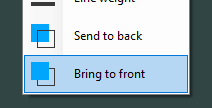 Line weight
Send to back
Bring to front